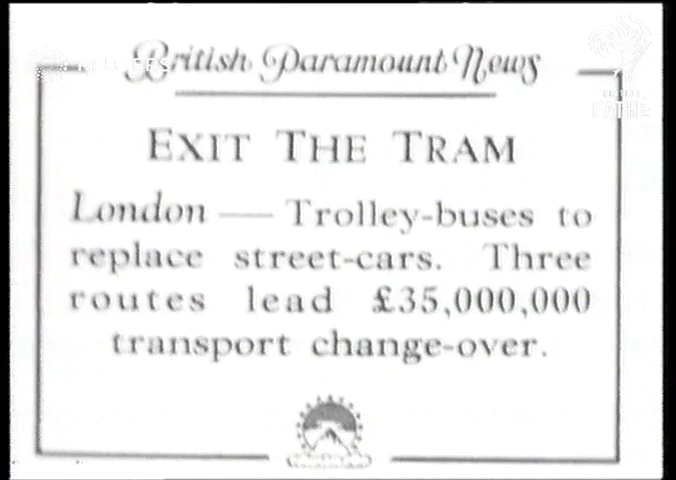 British Paramount News
EXIT THE TRAM
London — Trolley-buses to
replace street-cars. Three
routes lead £35,000,000
transport change-over.
PATHÉ